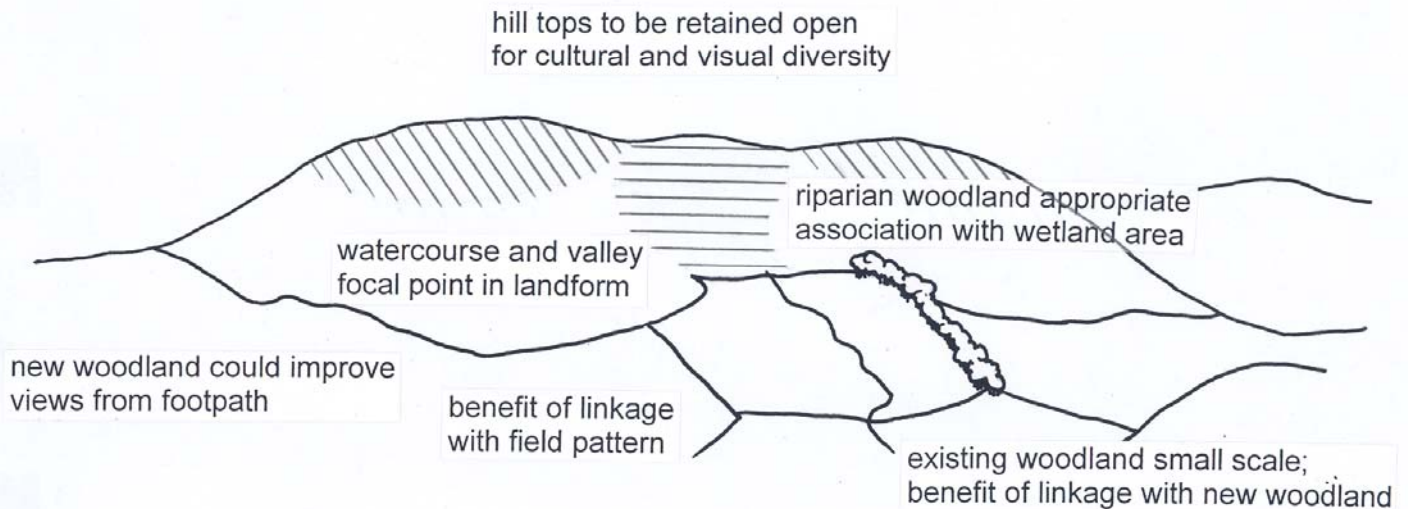 hill tops to be retained open
for cultural and visual diversity
riparian woodland appropriate
association with wetland area
watercourse and valley
focal point in landform
new woodland could improve
views from footpath
benefit of linkage
with field pattern
existing woodland small scale;
benefit of linkage with new woodland